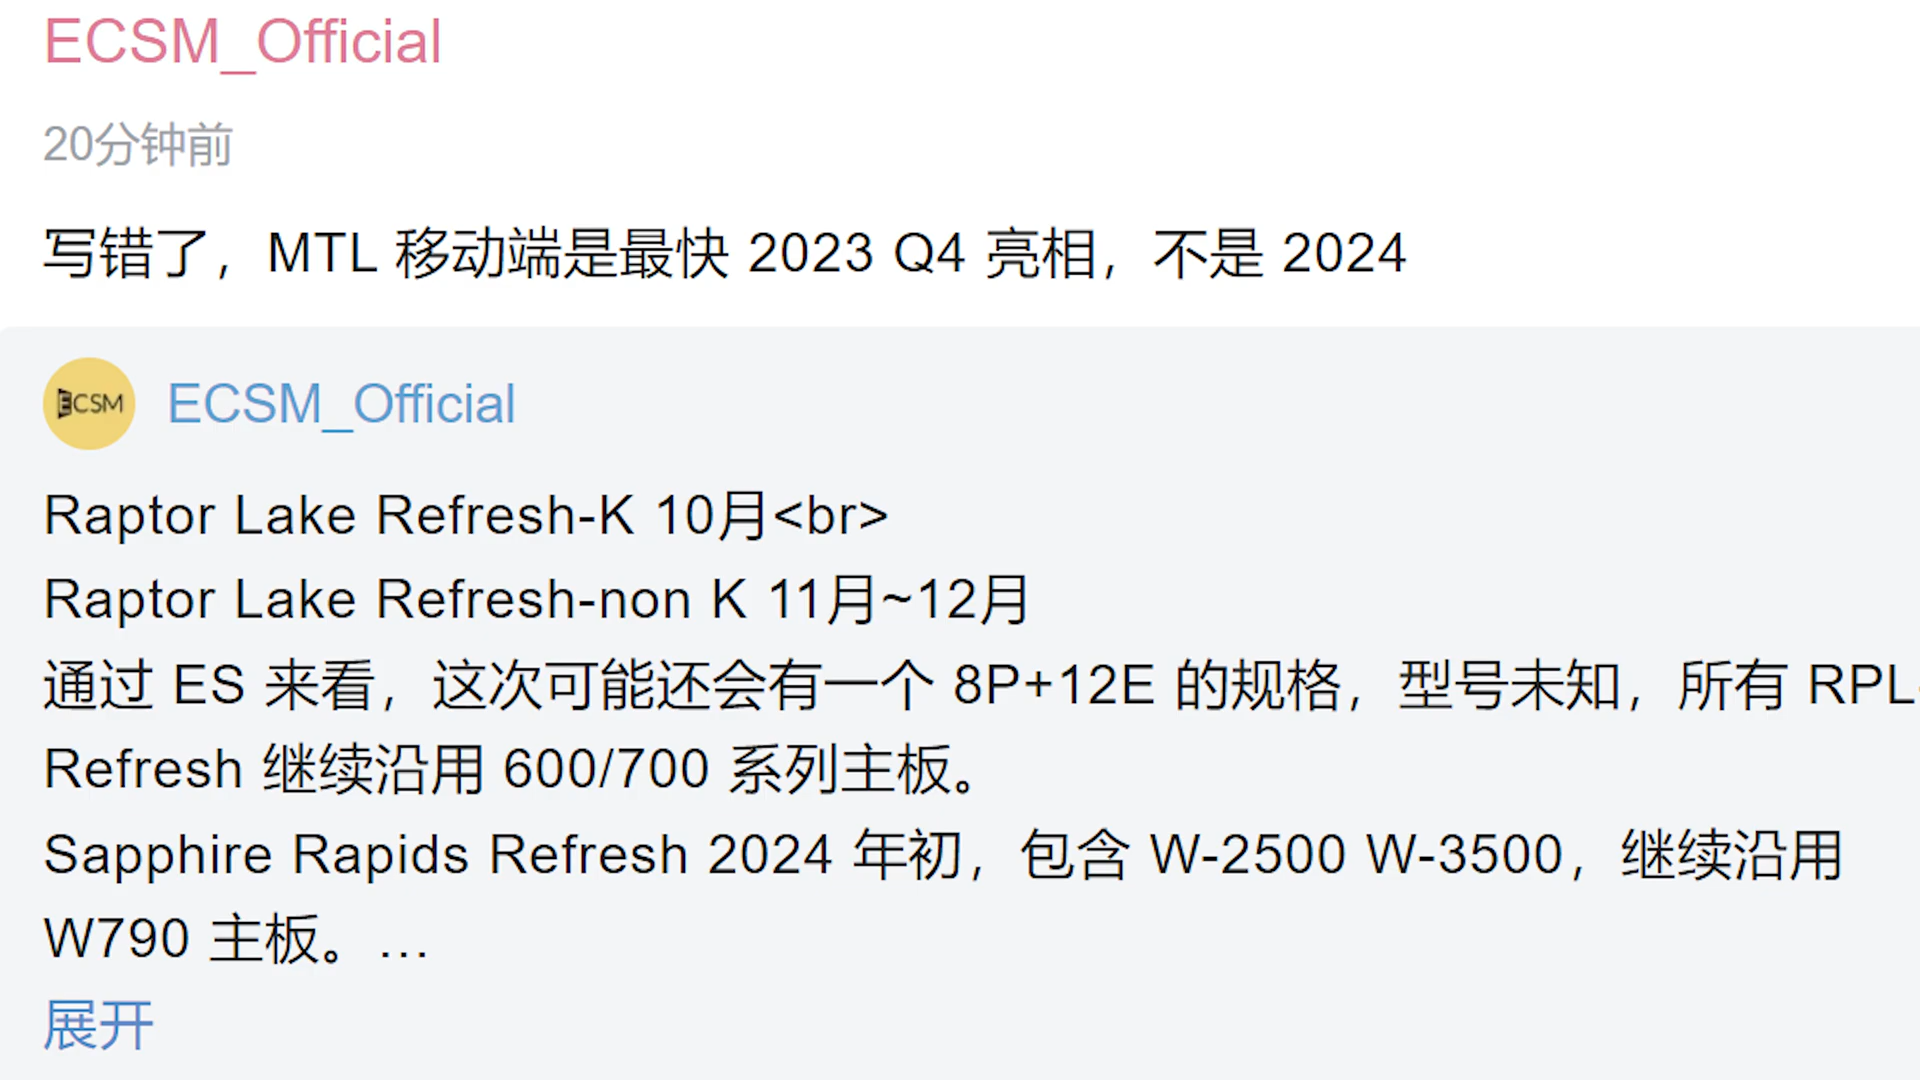 ECSM_Official
20分钟前
写错了，MTL 移动端是最快 2023 Q4 亮相，不是 2024
ECSM ECSM_Official
Raptor Lake Refresh-K 10月<br>
Raptor Lake Refresh-non K 11月~12月
通过 ES 来看，这次可能还会有一个 8P+12E 的规格，型号未知，所有 RPL-
Refresh 继续沿用 600/700 系列主板。
Sapphire Rapids Refresh 2024 年初，包含 W-2500 W-3500，继续沿用
W790 主板。...
展开